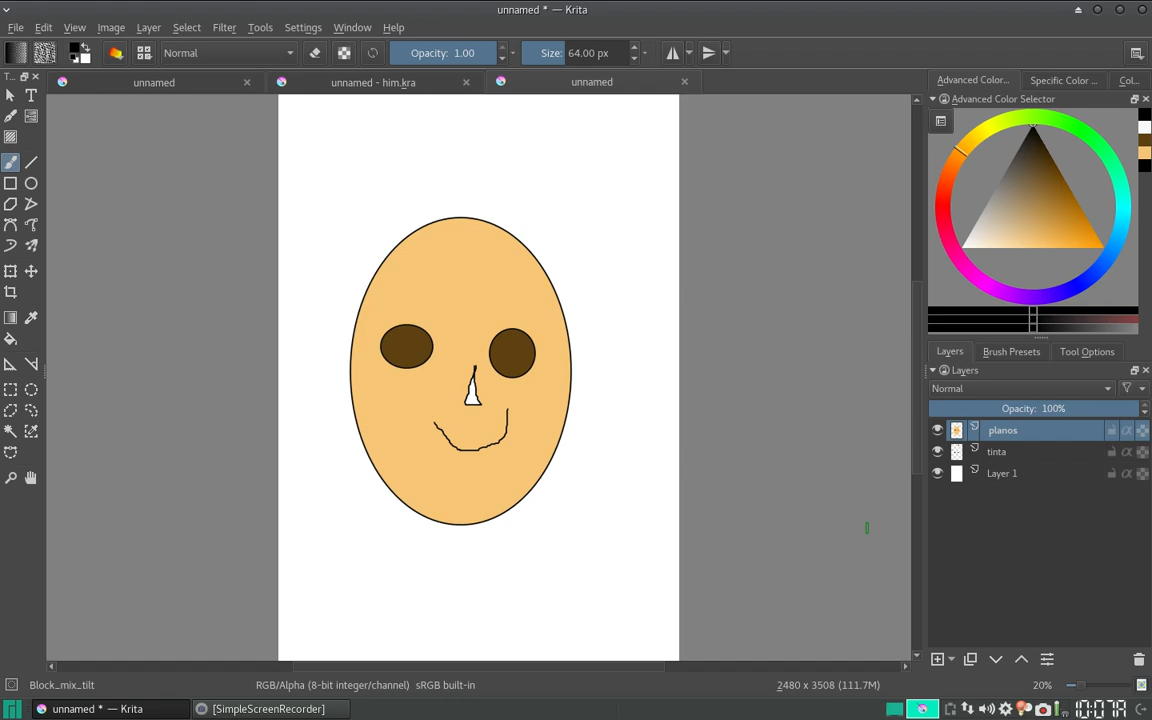 unnamed * — Krita
File Edit View Image Layer Select Filter Tools Settings Window Help
Normal Opacity: 1.00 Size: 64.00 px
T... unnamed unnamed - him.kra unnamed Advanced Color... Specific Color ... Col...
Advanced Color Selector
Layers Brush Presets Tool Options
Layers
Normal
Opacity: 100%
planos
tinta
Layer 1
Block_mix_tilt RGB/Alpha (8-bit integer/channel) sRGB built-in 2480 x 3508 (111.7M) 20%
unnamed * — Krita [SimpleScreenRecorder]